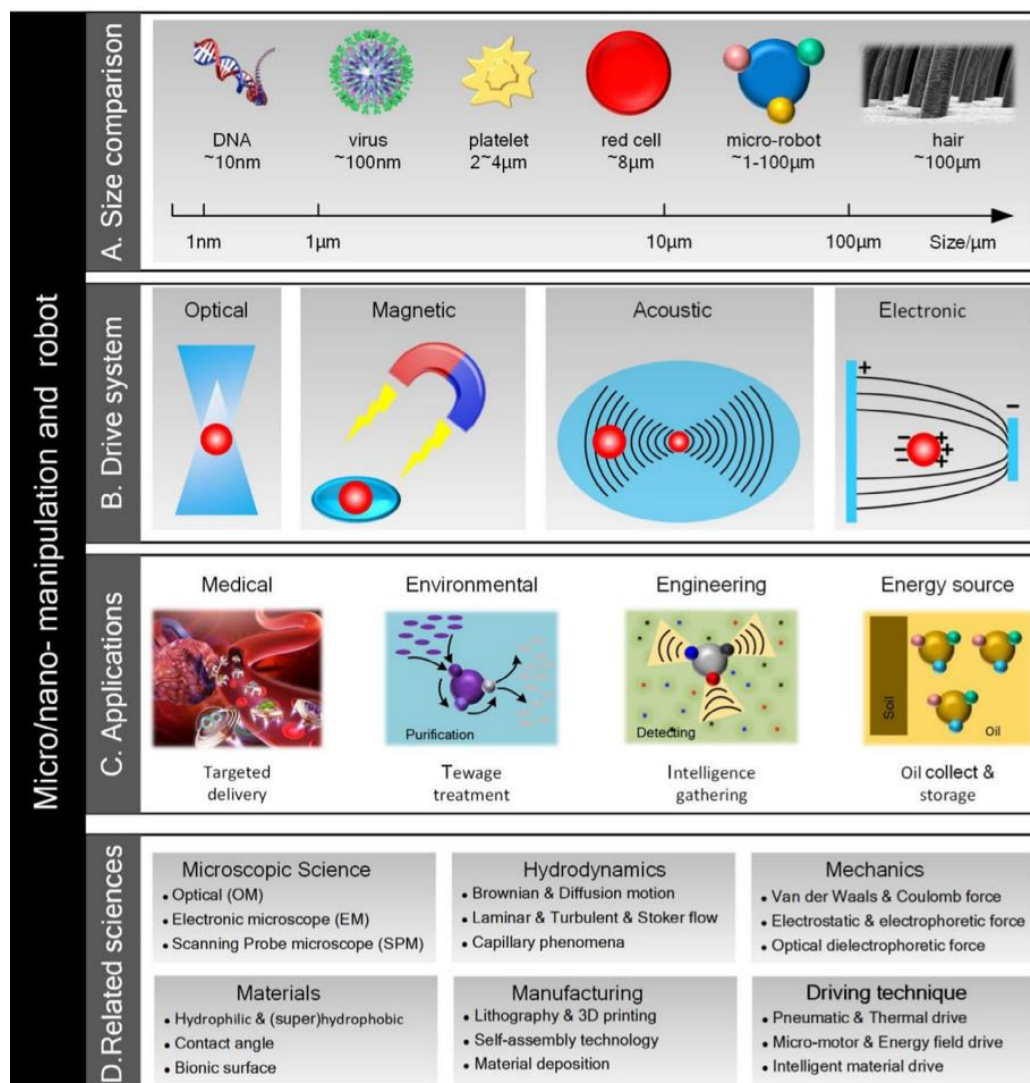 Micro/nano- manipulation and robot
A. Size comparison
DNA
~10nm
virus
~100nm
platelet
2~4μm
red cell
~8μm
micro-robot
~1-100μm
hair
~100μm
1nm
1μm
10μm
100μm
Size/μm
B. Drive system
Optical
Magnetic
Acoustic
Electronic
+
−
− +
− +
− +
C. Applications
Medical
Environmental
Engineering
Energy source
Purification
Detecting
Soil
Oil
Targeted
delivery
Tewage
treatment
Intelligence
gathering
Oil collect &
storage
D.Related sciences
Microscopic Science
• Optical (OM)
• Electronic microscope (EM)
• Scanning Probe microscope (SPM)
Hydrodynamics
• Brownian & Diffusion motion
• Laminar & Turbulent & Stoker flow
• Capillary phenomena
Mechanics
• Van der Waals & Coulomb force
• Electrostatic & electrophoretic force
• Optical dielectrophoretic force
Materials
• Hydrophilic & (super)hydrophobic
• Contact angle
• Bionic surface
Manufacturing
• Lithography & 3D printing
• Self-assembly technology
• Material deposition
Driving technique
• Pneumatic & Thermal drive
• Micro-motor & Energy field drive
• Intelligent material drive